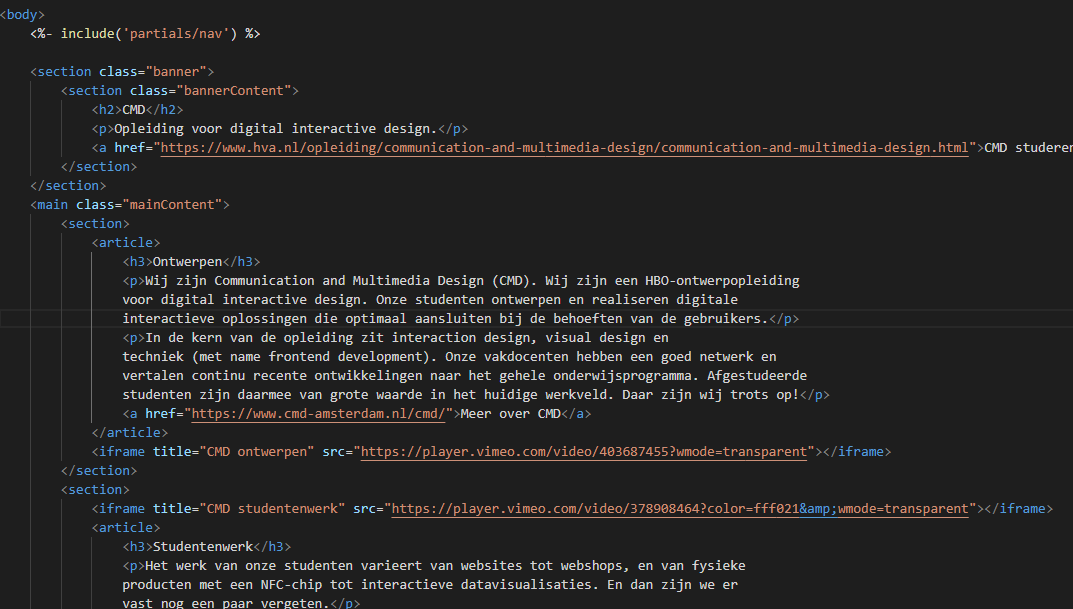 <body>
<%- include('partials/nav') %>
<section class="banner">
<section class="bannerContent">
<h2>CMD</h2>
<p>Opleiding voor digital interactive design.</p>
<a href="https://www.hva.nl/opleiding/communication-and-multimedia-design/communication-and-multimedia-design.html">CMD studeren
</section>
</section>
<main class="mainContent">
<section>
<article>
<h3>Ontwerpen</h3>
<p>Wij zijn Communication and Multimedia Design (CMD). Wij zijn een HBO-ontwerpopleiding
voor digital interactive design. Onze studenten ontwerpen en realiseren digitale
interactieve oplossingen die optimaal aansluiten bij de behoeften van de gebruikers.</p>
<p>In de kern van de opleiding zit interaction design, visual design en
techniek (met name frontend development). Onze vakdocenten hebben een goed netwerk en
vertalen continu recente ontwikkelingen naar het gehele onderwijsprogramma. Afgestudeerde
studenten zijn daarmee van grote waarde in het huidige werkveld. Daar zijn wij trots op!</p>
<a href="https://www.cmd-amsterdam.nl/cmd/">Meer over CMD</a>
</article>
<iframe title="CMD ontwerpen" src="https://player.vimeo.com/video/403687455?wmode=transparent"></iframe>
</section>
<section>
<iframe title="CMD studentenwerk" src="https://player.vimeo.com/video/378908464?color=fff021&amp;wmode=transparent"></iframe>
<article>
<h3>Studentenwerk</h3>
<p>Het werk van onze studenten varieert van websites tot webshops, en van fysieke
producten met een NFC-chip tot interactieve datavisualisaties. En dan zijn we er
vast nog een paar vergeten.</p>